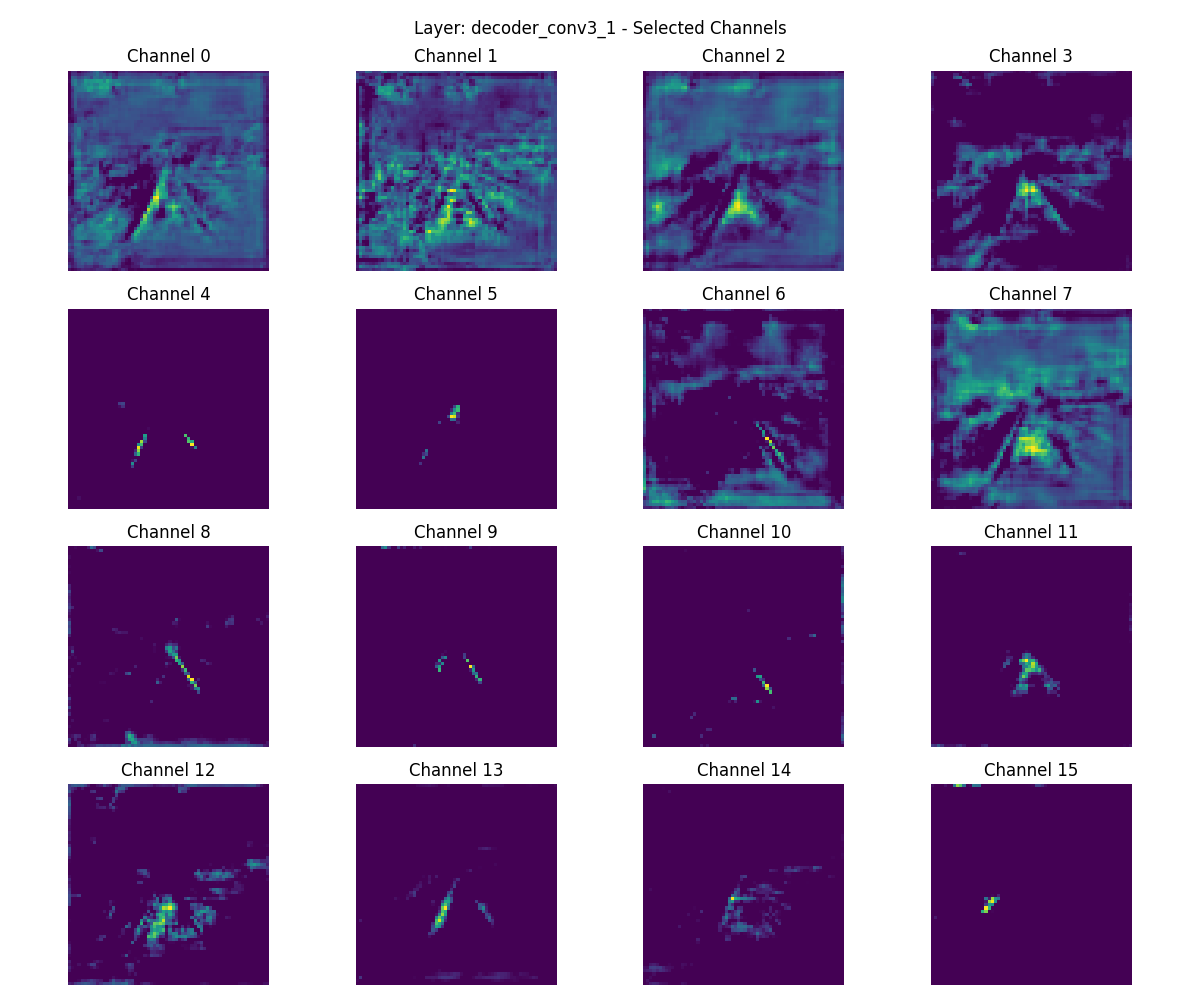 Layer: decoder_conv3_1 - Selected Channels
Channel 0
Channel 1
Channel 2
Channel 3
Channel 4
Channel 5
Channel 6
Channel 7
Channel 8
Channel 9
Channel 10
Channel 11
Channel 12
Channel 13
Channel 14
Channel 15